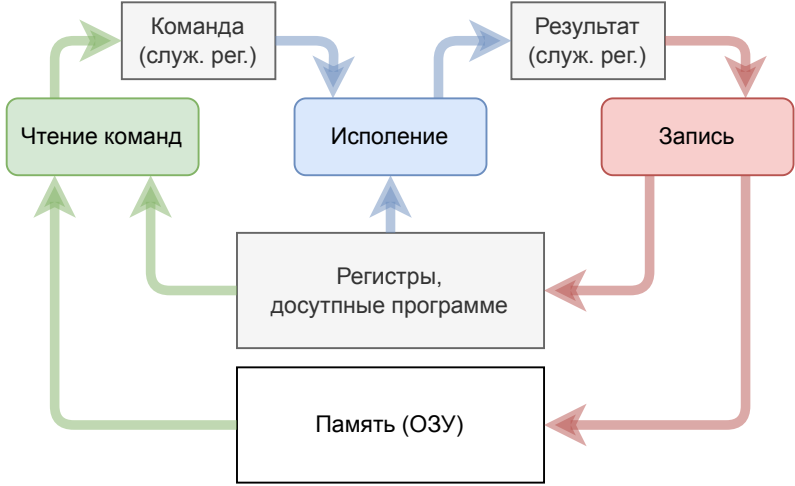 Команда
(служ. рег.)
Результат
(служ. рег.)
Чтение команд
Исполение
Запись
Регистры,
досутпные программе
Память (ОЗУ)